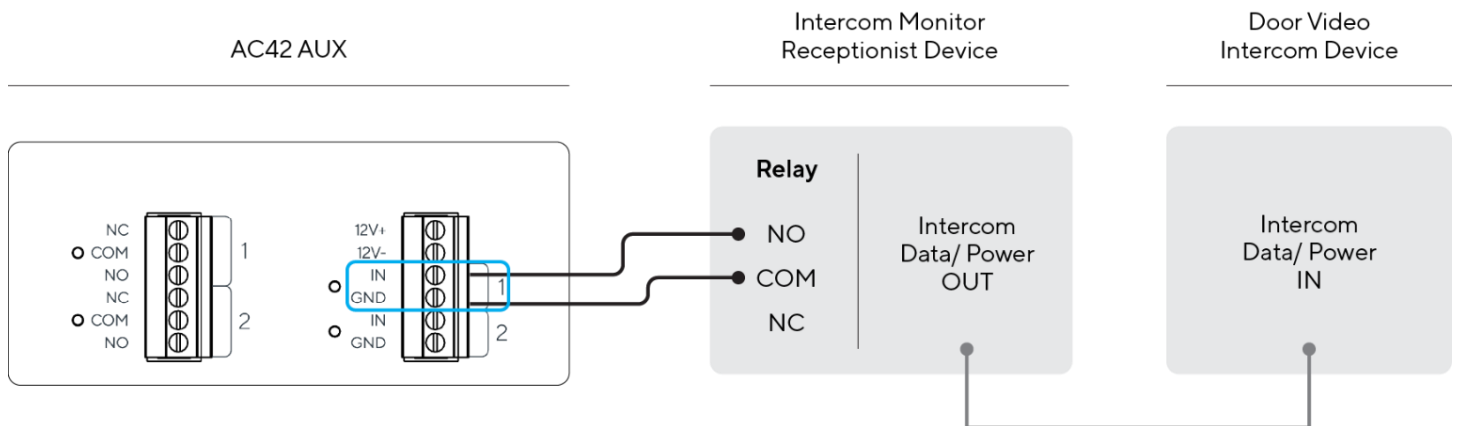 AC42 AUX
Intercom Monitor
Receptionist Device
Door Video
Intercom Device
NC
COM
NO
NC
COM
NO
1
2
12V+
12V-
IN
GND
IN
GND
1
2
Relay
NO
COM
NC
Intercom
Data/ Power
OUT
Intercom
Data/ Power
IN